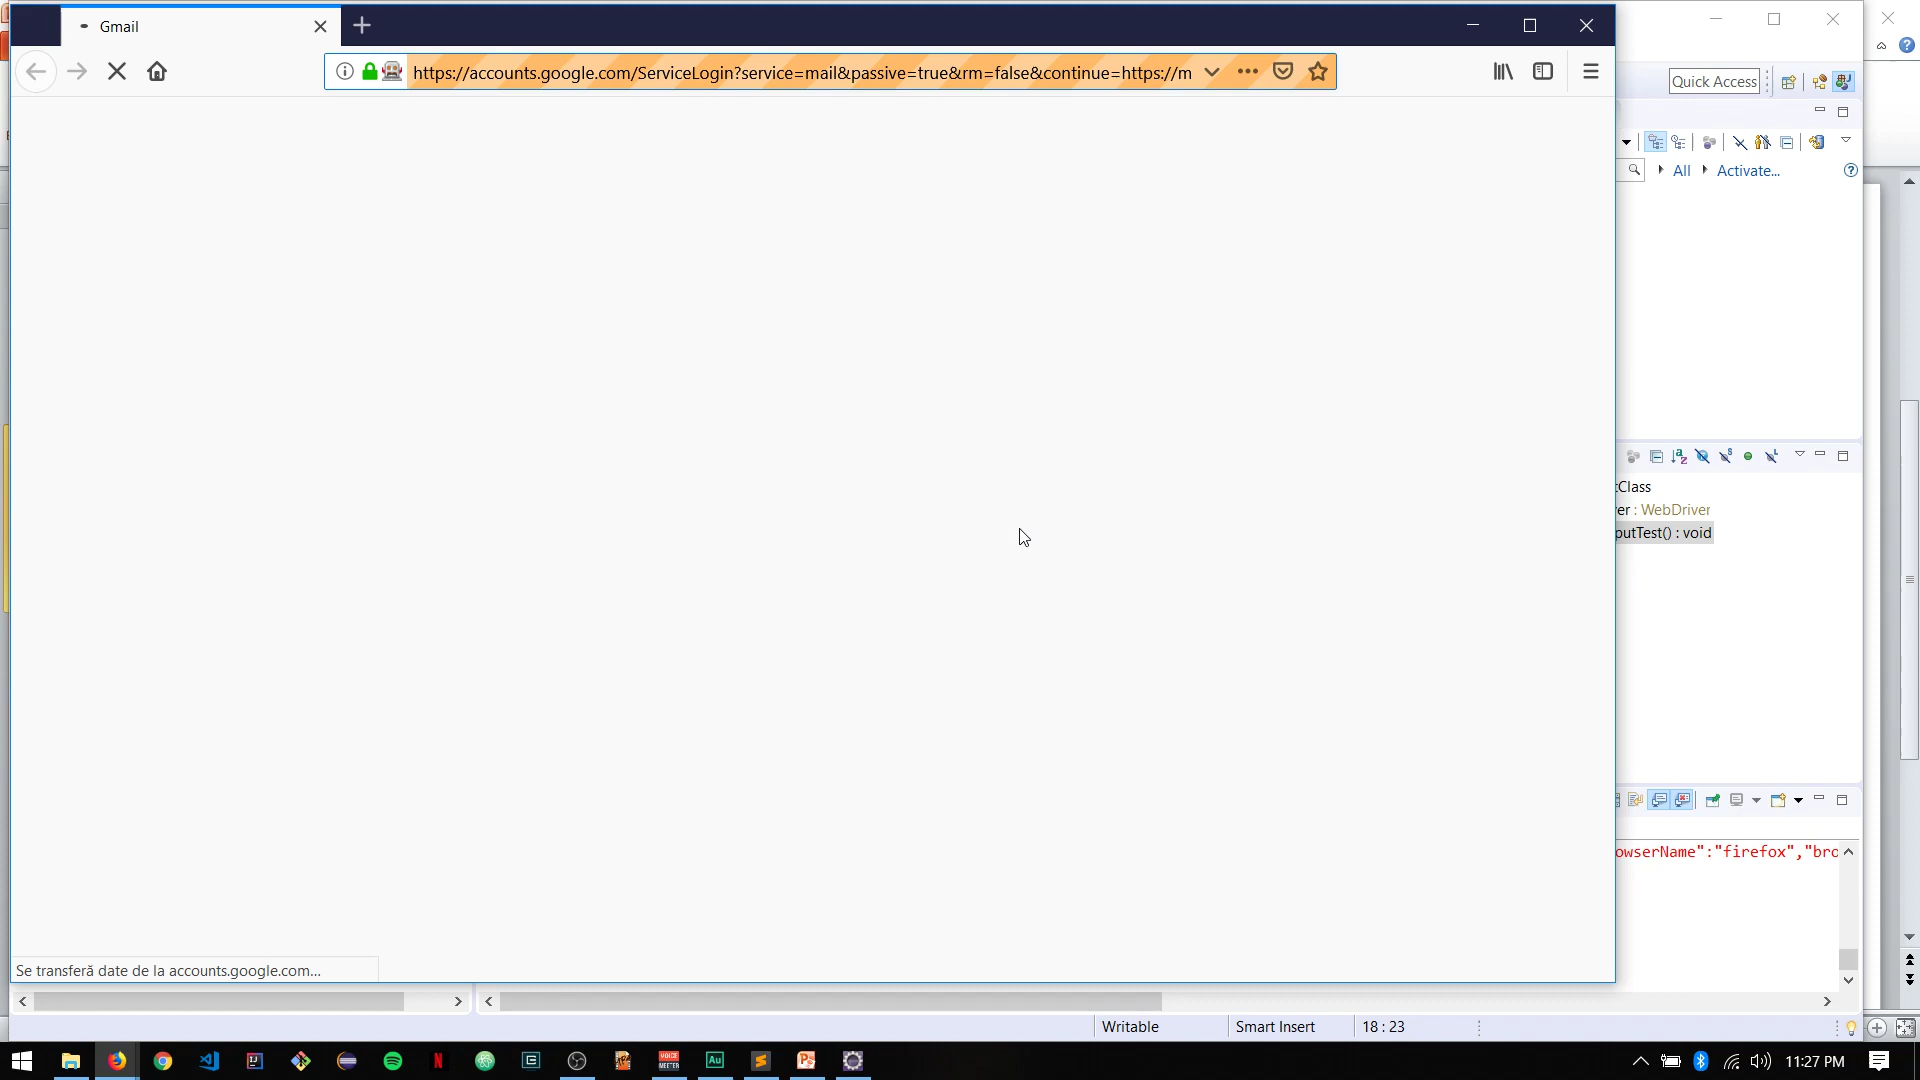 Gmail
https://accounts.google.com/ServiceLogin?service=mail&passive=true&rm=false&continue=https://m
Quick Access
All
Activate...
tClass
er : WebDriver
putTest() : void
owserName":"firefox","bro
Se transferă date de la accounts.google.com...
Writable
Smart Insert
18 : 23
11:27 PM